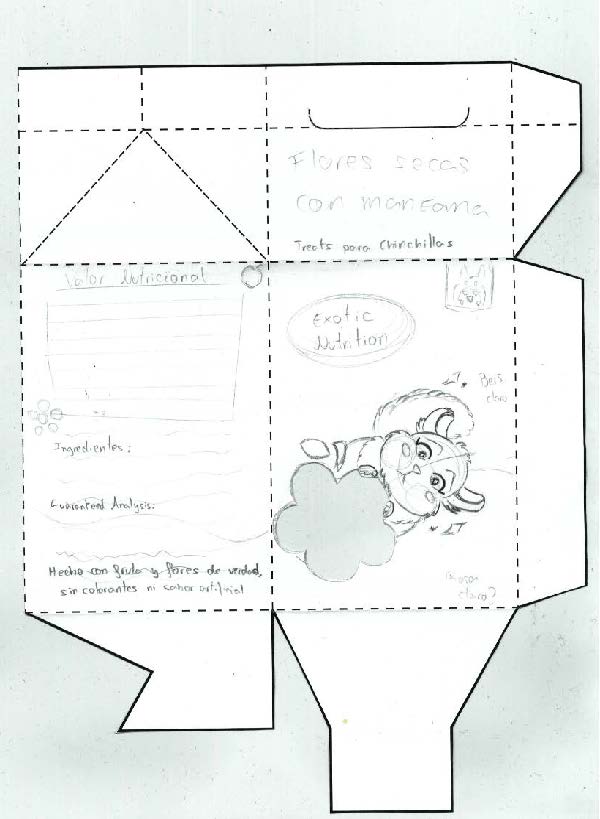 Flores secas
con manzana
Treats para Chinchillas
Valor Nutricional
Exotic
Nutrition
Beis
claro
Ingredientes:
Guaranteed Analysis:
Hecho con fruta y flores de verdad,
sin colorantes ni sabor artificial
claro?